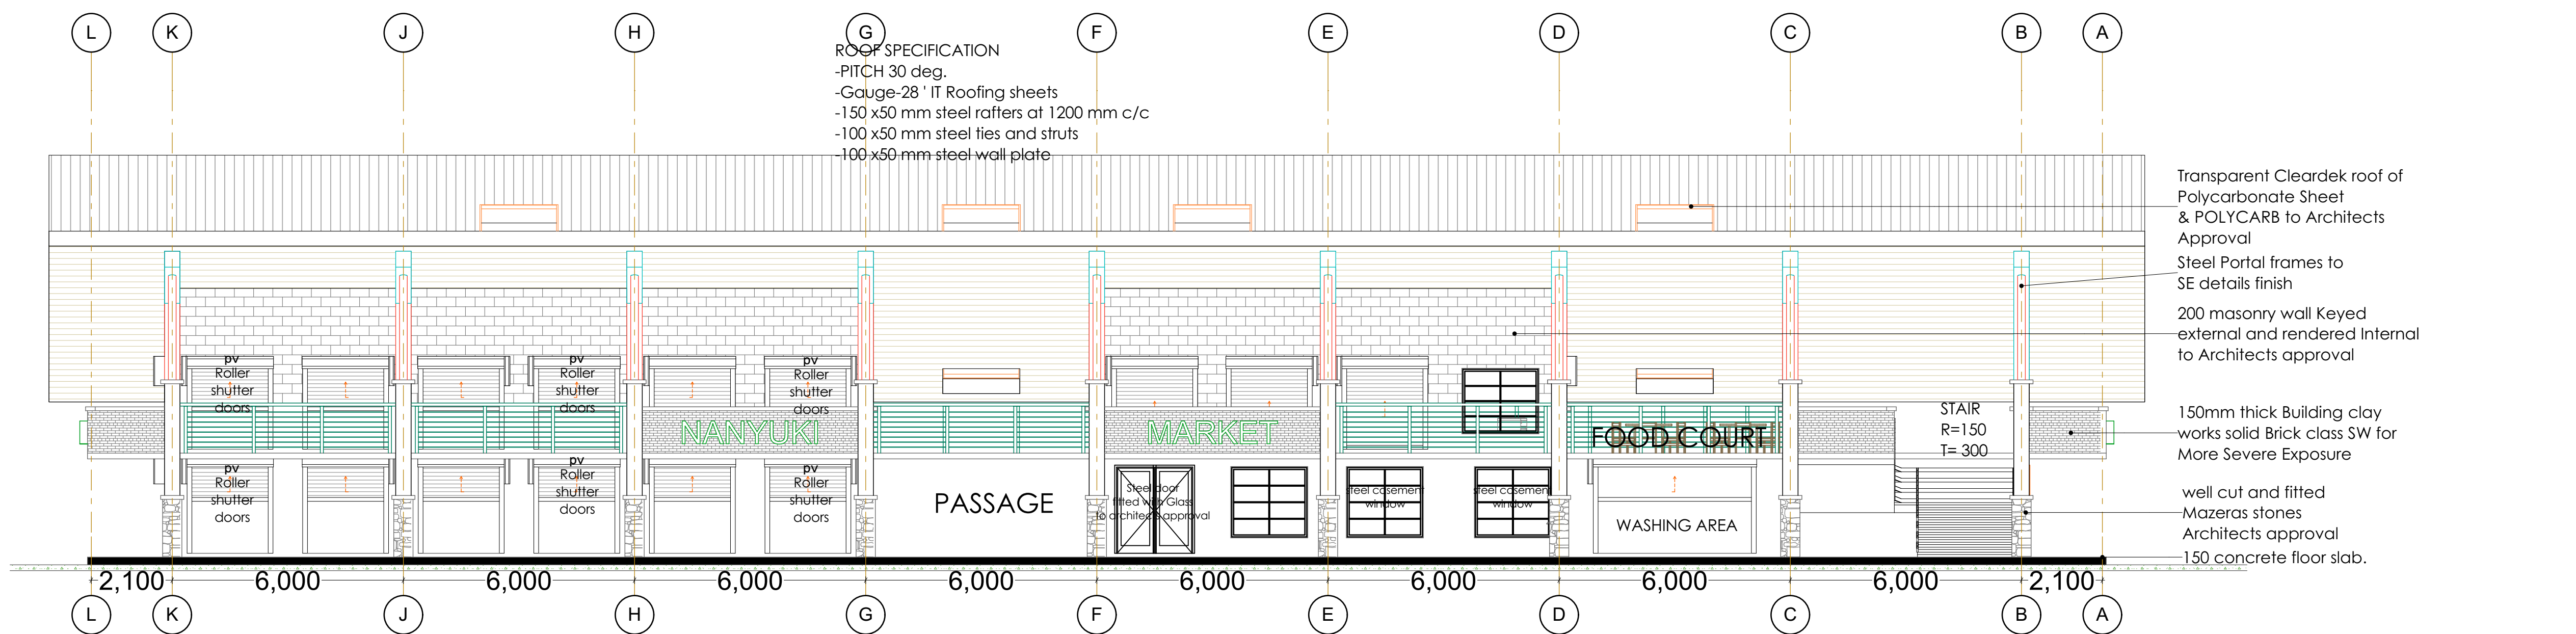 L K J H G F E D C B A
ROOF SPECIFICATION
-PITCH 30 deg.
-Gauge-28 ' IT Roofing sheets
-150 x50 mm steel rafters at 1200 mm c/c
-100 x50 mm steel ties and struts
-100 x50 mm steel wall plate
Transparent Cleardek roof of
Polycarbonate Sheet
& POLYCARB to Architects
Approval
Steel Portal frames to
SE details finish
200 masonry wall Keyed
external and rendered Internal
to Architects approval
pv
Roller
shutter
doors
pv
Roller
shutter
doors
pv
Roller
shutter
doors
NANYUKI
MARKET
FOOD COURT
STAIR
R=150
T= 300
150mm thick Building clay
works solid Brick class SW for
More Severe Exposure
pv
Roller
shutter
doors
pv
Roller
shutter
doors
pv
Roller
shutter
doors
PASSAGE
Steel door
fitted with Glass
to architects approval
steel casement
window
steel casement
window
WASHING AREA
well cut and fitted
Mazeras stones
Architects approval
150 concrete floor slab.
2,100 6,000 6,000 6,000 6,000 6,000 6,000 6,000 6,000 2,100
L K J H G F E D C B A